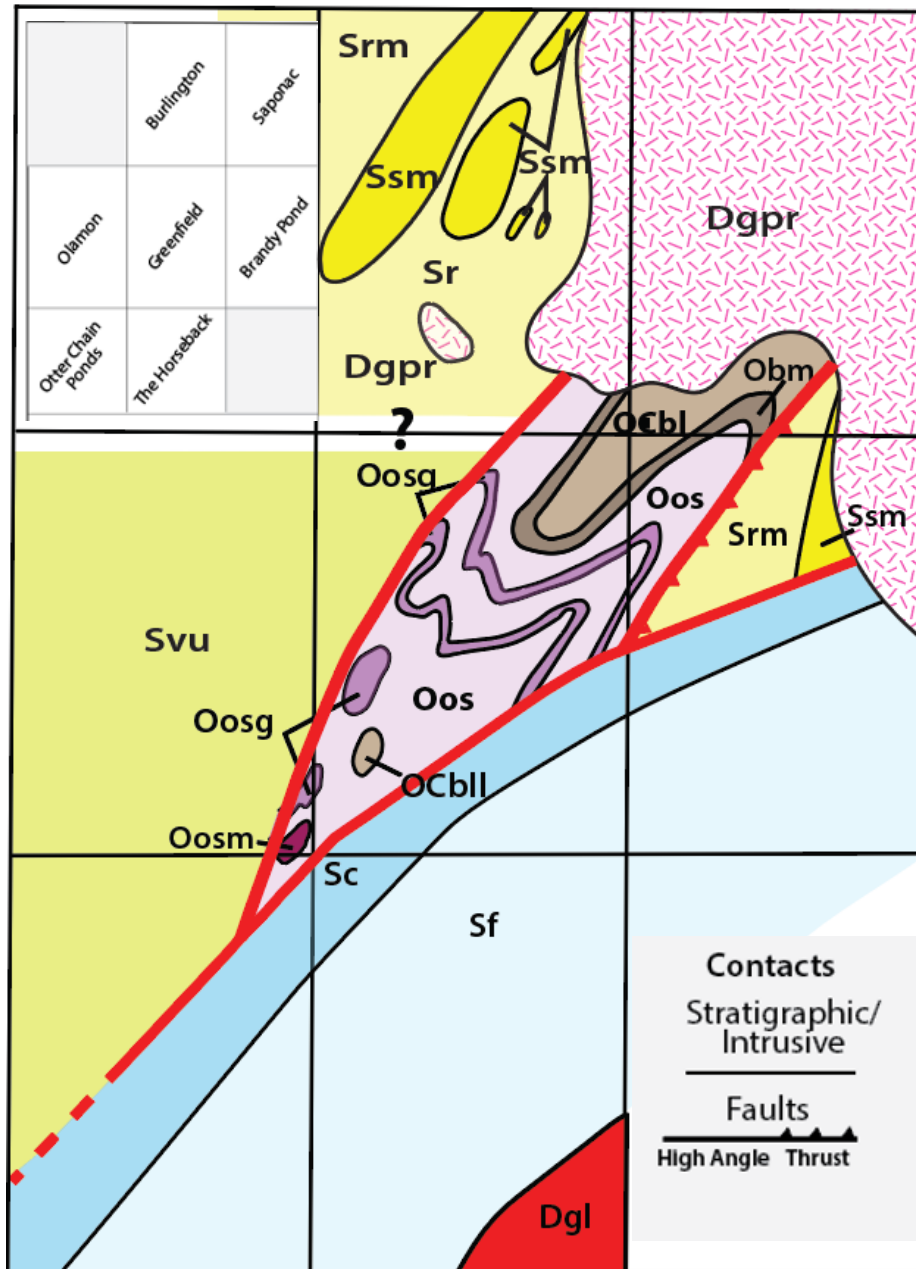 Burlington
Saponac
Olamon
Greenfield
Brandy Pond
Otter Chain
Ponds
The Horseback
Srm
Ssm
Ssm
Dgpr
Sr
Dgpr
?
Obm
OCbl
Oosg
Oos
Srm
Ssm
Svu
Oos
Oosg
OCbll
Oosm
Sc
Sf
Dgl
Contacts
Stratigraphic/
Intrusive
Faults
High Angle Thrust